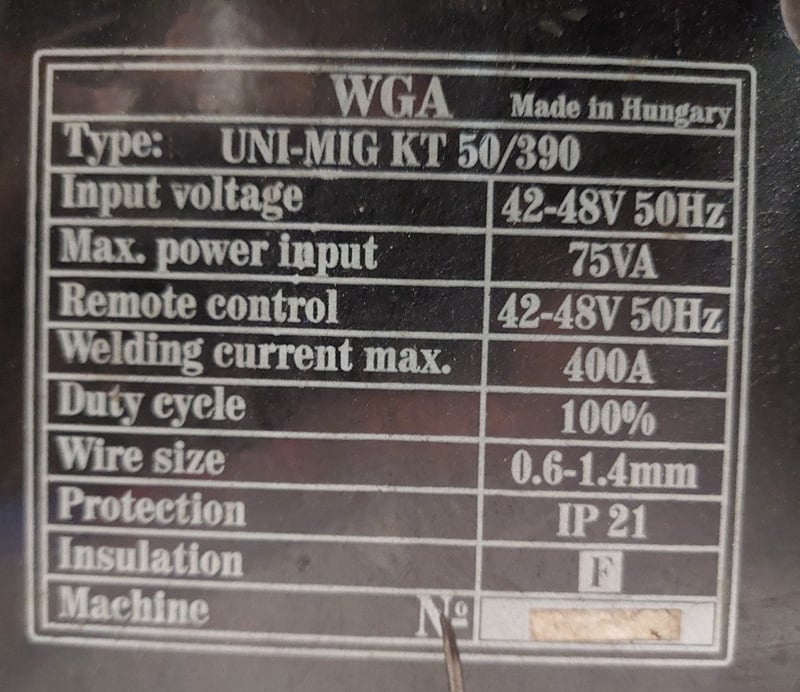 WGA Made in Hungary
Type: UNI-MIG KT 50/390
Input voltage 42-48V 50Hz
Max. power input 75VA
Remote control 42-48V 50Hz
Welding current max. 400A
Duty cycle 100%
Wire size 0.6-1.4mm
Protection IP 21
Insulation F
Machine Nº